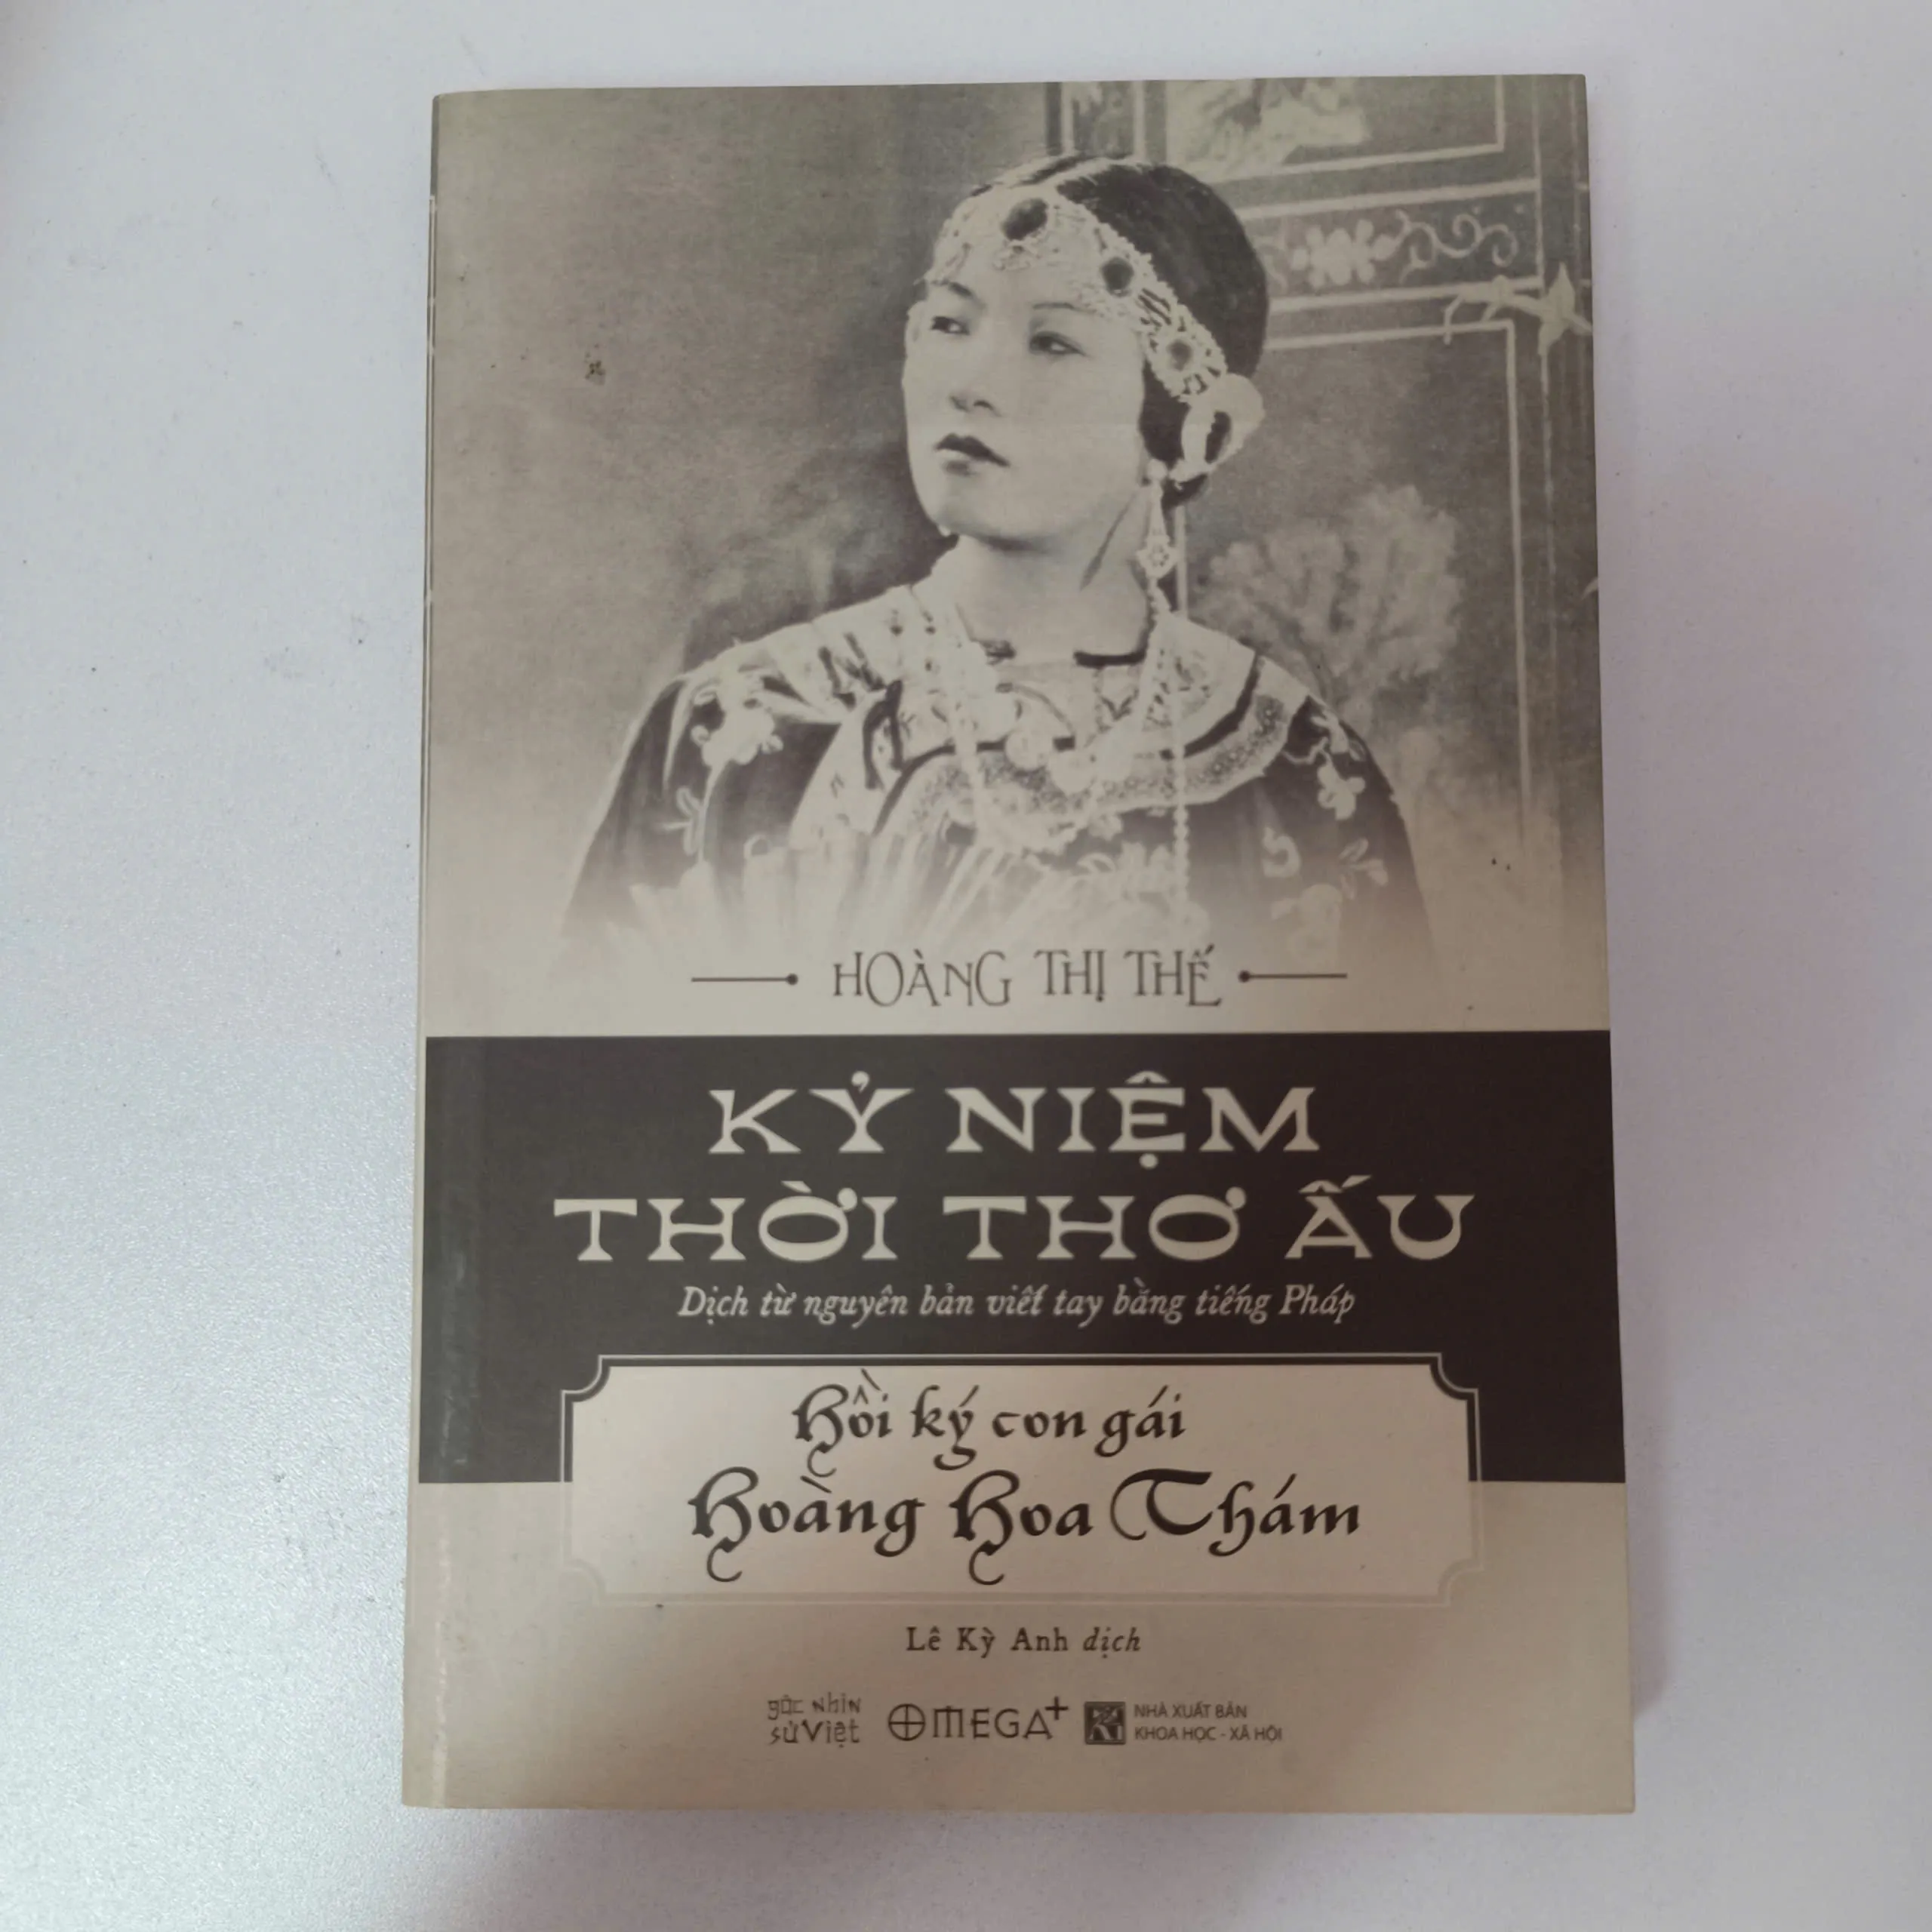 HOÀNG THỊ THẾ
KỶ NIỆM
THỜI THƠ ẤU
Dịch từ nguyên bản viết tay bằng tiếng Pháp
Hồi ký con gái
Hoàng Hoa Thám
Lê Kỳ Anh dịch
góc nhìn
sử việt
OMEGA+
NHÀ XUẤT BẢN
KHOA HỌC - XÃ HỘI